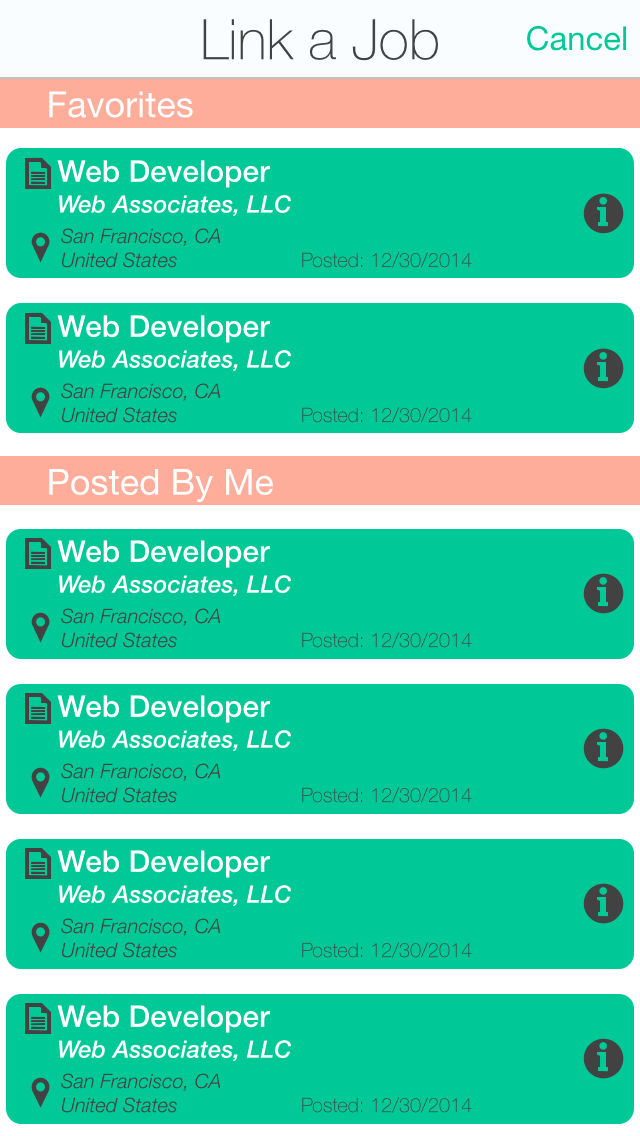 Link a Job
Cancel
Favorites
Web Developer
Web Associates, LLC
San Francisco, CA
United States
Posted: 12/30/2014
Web Developer
Web Associates, LLC
San Francisco, CA
United States
Posted: 12/30/2014
Posted By Me
Web Developer
Web Associates, LLC
San Francisco, CA
United States
Posted: 12/30/2014
Web Developer
Web Associates, LLC
San Francisco, CA
United States
Posted: 12/30/2014
Web Developer
Web Associates, LLC
San Francisco, CA
United States
Posted: 12/30/2014
Web Developer
Web Associates, LLC
San Francisco, CA
United States
Posted: 12/30/2014